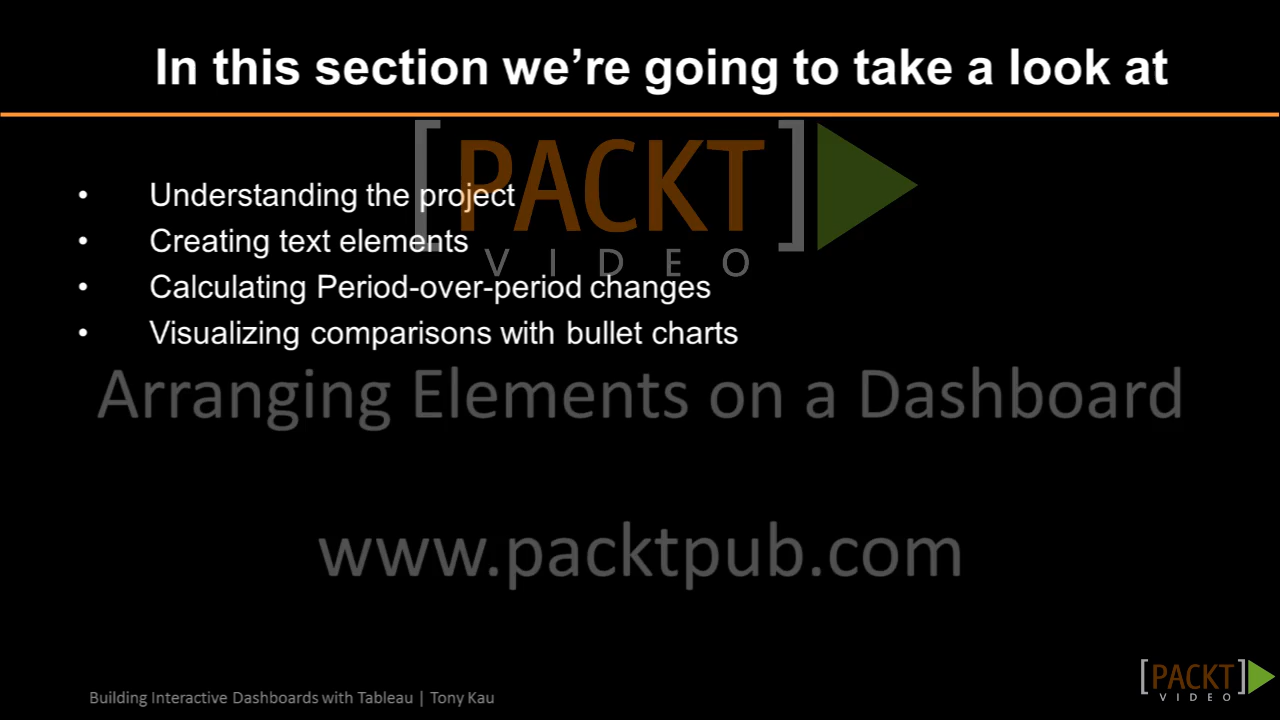 In this section we're going to take a look at
[PACKT]
VIDEO
• Understanding the project
• Creating text elements
• Calculating Period-over-period changes
• Visualizing comparisons with bullet charts
Arranging Elements on a Dashboard
www.packtpub.com
Building Interactive Dashboards with Tableau | Tony Kau
[PACKT]
VIDEO